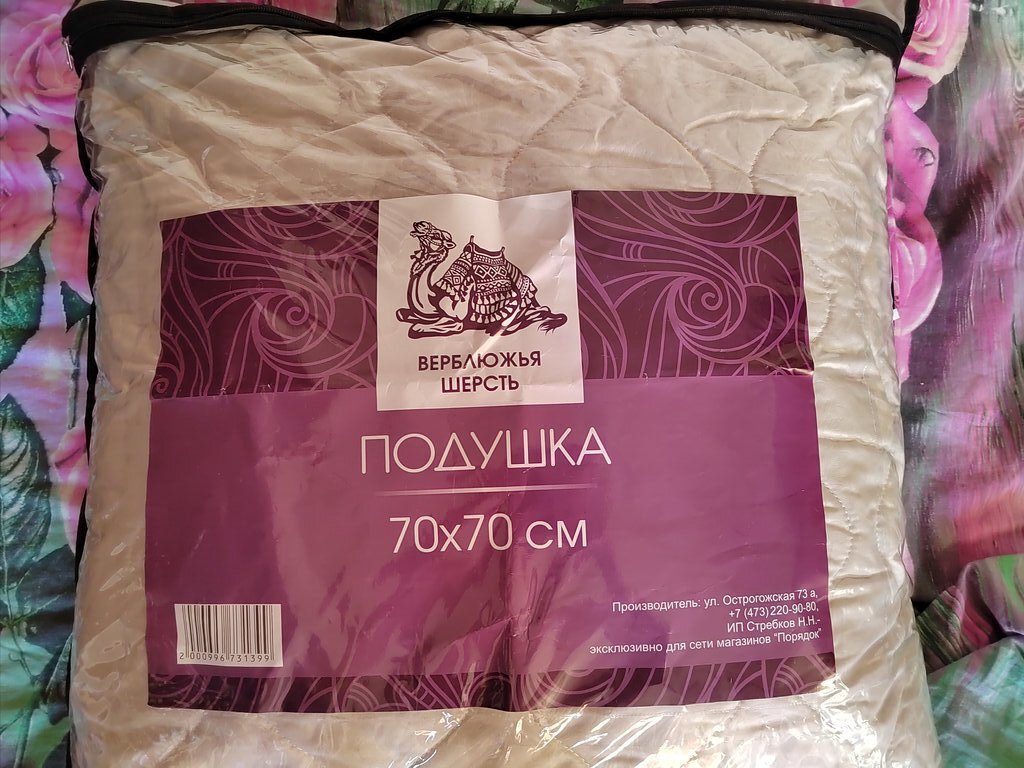 ВЕРБЛЮЖЬЯ
ШЕРСТЬ
ПОДУШКА
70х70 СМ
Производитель: ул. Острогожская 73 а,
+7 (473) 220-90-80,
ИП Стребков Н.Н.-
эксклюзивно для сети магазинов "Порядок"
2 000996 731399